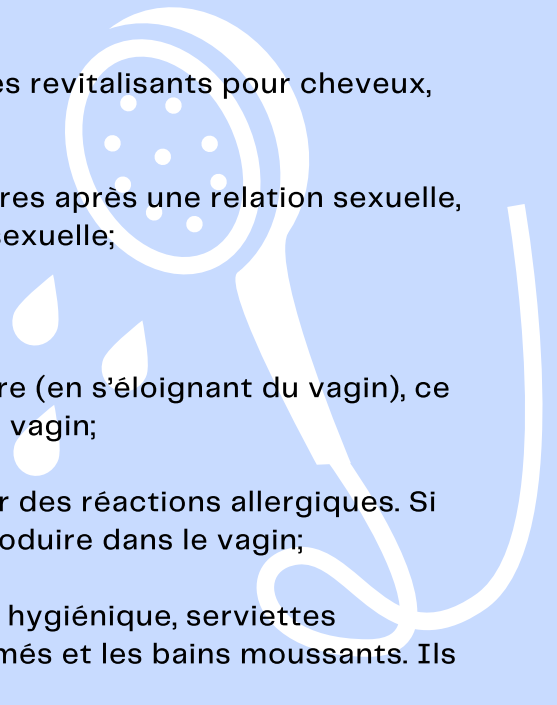 es revitalisants pour cheveux,
res après une relation sexuelle,
sexuelle;
re (en s’éloignant du vagin), ce
vagin;
r des réactions allergiques. Si
oduire dans le vagin;
hygiénique, serviettes
més et les bains moussants. Ils